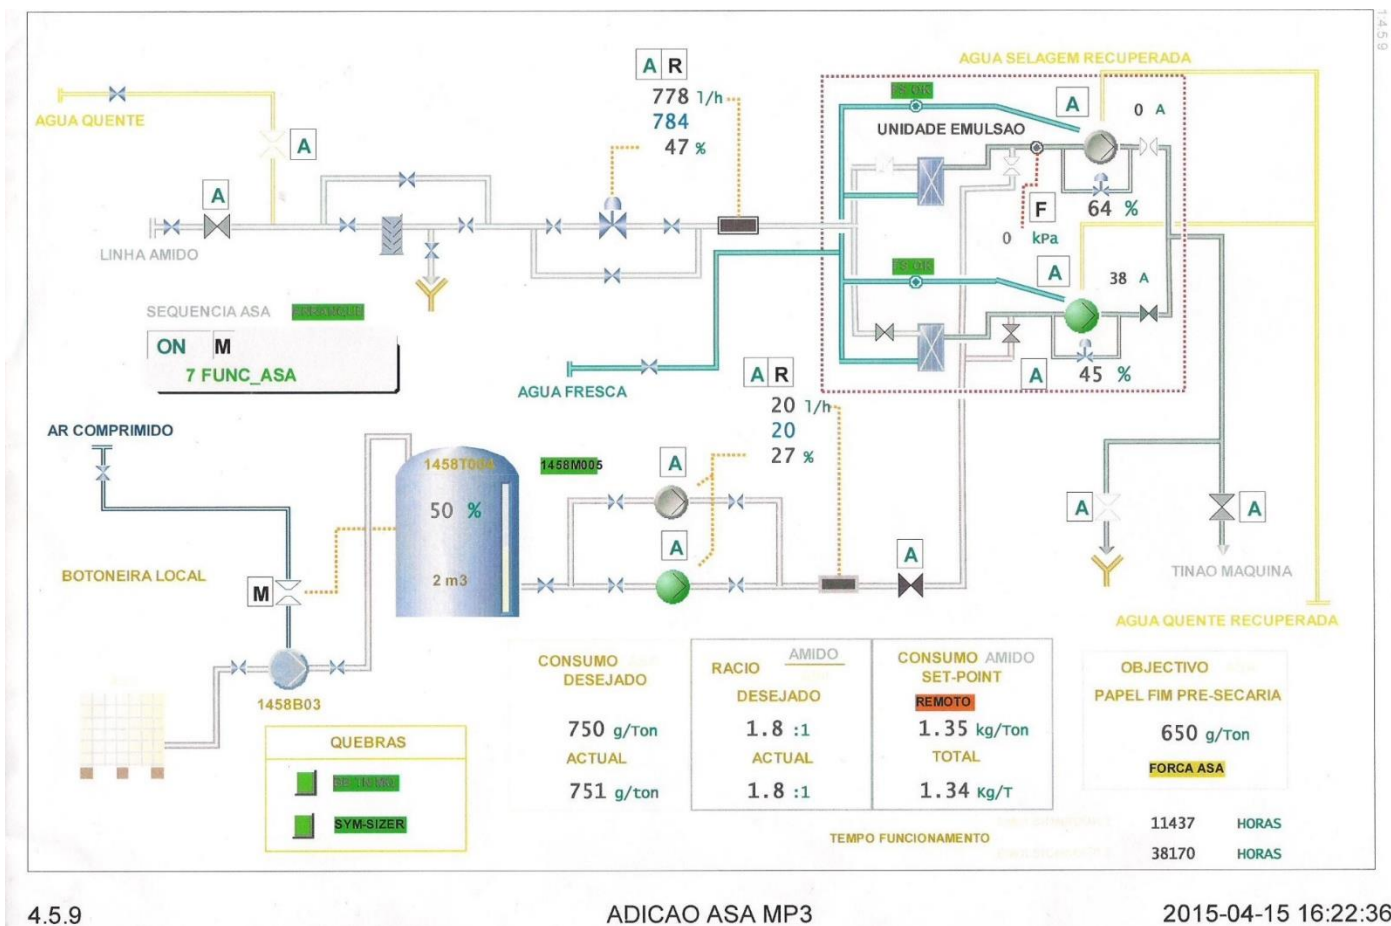 14.5.9
AGUA QUENTE
A
A
LINHA AMIDO
A R
778 l/h
784
47 %
AGUA SELAGEM RECUPERADA
A
0 A
UNIDADE EMULSAO
64 %
F
0 kPa
A
38 A
A
45 %
SEQUENCIA ASA
ON M
7 FUNC_ASA
AGUA FRESCA
A R
20 l/h
20
27 %
AR COMPRIMIDO
1458T004
50 %
2 m3
1458M005
A
A
A
BOTONEIRA LOCAL
M
1458B03
A
A
TINAO MAQUINA
AGUA QUENTE RECUPERADA
QUEBRAS
SYM-SIZER
CONSUMO
DESEJADO
750 g/Ton
ACTUAL
751 g/ton
RACIO AMIDO
DESEJADO
1.8 :1
ACTUAL
1.8 :1
CONSUMO AMIDO
SET-POINT
REMOTO
1.35 kg/Ton
TOTAL
1.34 Kg/T
OBJECTIVO
PAPEL FIM PRE-SECARIA
650 g/Ton
FORCA ASA
TEMPO FUNCIONAMENTO
11437 HORAS
38170 HORAS
4.5.9
ADICAO ASA MP3
2015-04-15 16:22:36